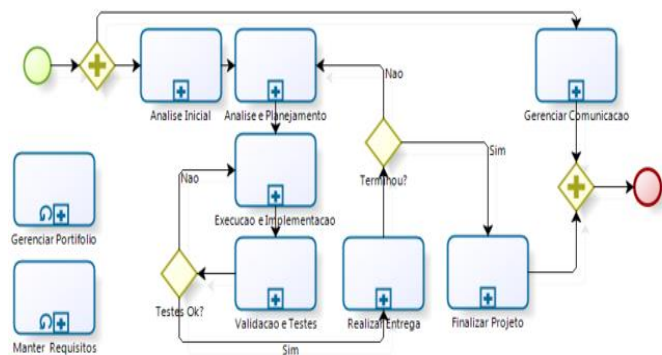 Nao
Analise Inicial
Analise e Planejamento
Gerenciar Comunicacao
Terminou?
Sim
Nao
Execucao e Implementacao
Gerenciar Portifolio
Testes Ok?
Validacao e Testes
Realizar Entrega
Finalizar Projeto
Manter Requisitos
Sim